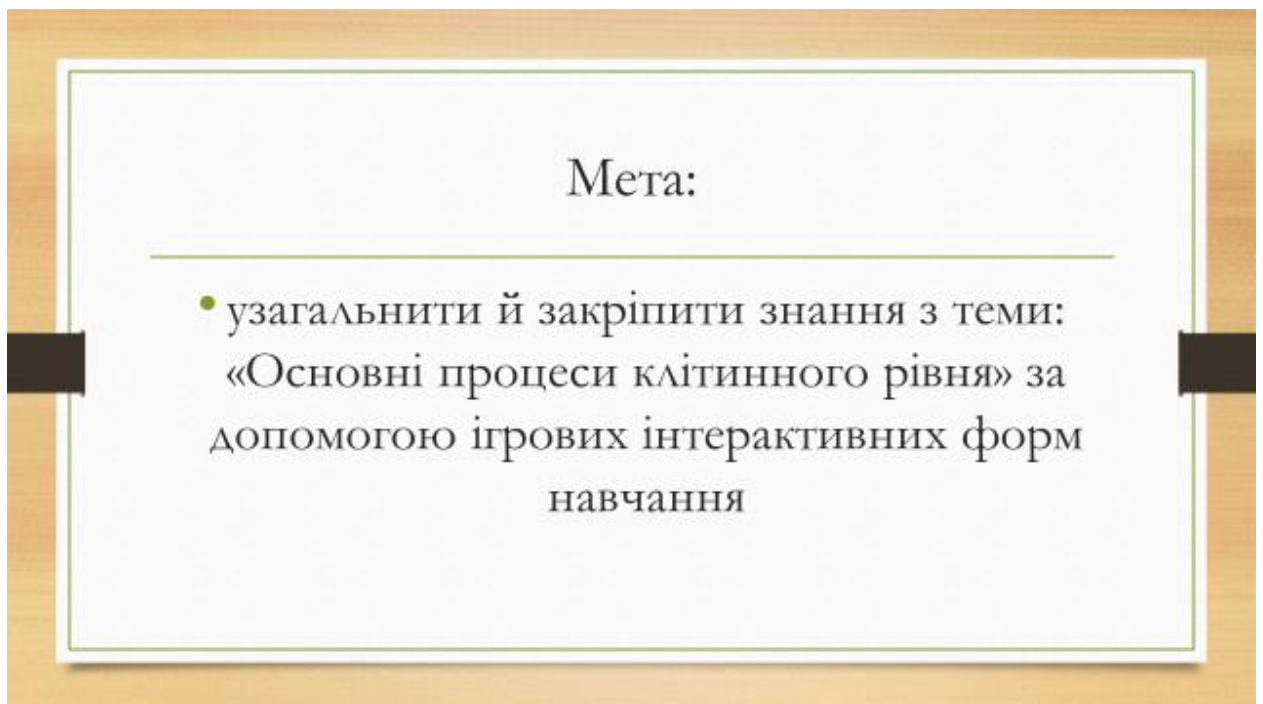 Мета:
• узагальнити й закріпити знання з теми:
«Основні процеси клітинного рівня» за
допомогою ігрових інтерактивних форм
навчання